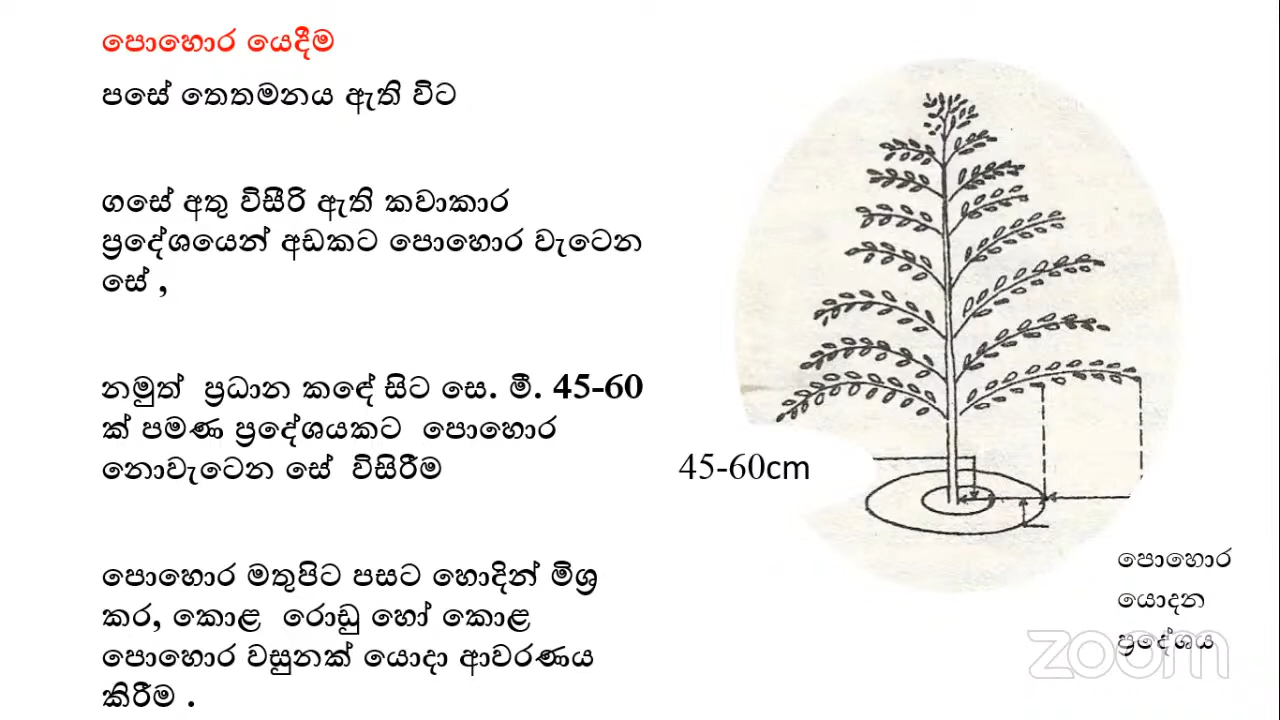 පොහොර යෙදීම
පසේ තෙතමනය ඇති විට
ගසේ අතු විසිරී ඇති කවාකාර
ප්‍රදේශයෙන් අඩකට පොහොර වැටෙන
සේ ,
නමුත් ප්‍රධාන කඳේ සිට සෙ. මී. 45-60
ක් පමණ ප්‍රදේශයකට පොහොර
නොවැටෙන සේ විසිරීම
45-60cm
පොහොර මතුපිට පසට හොදින් මිශ්‍ර
කර, කොළ රොඩු හෝ කොළ
පොහොර වසුනක් යොදා ආවරණය
කිරීම .
පොහොර
යොදන
ප්‍රදේශය
zoom